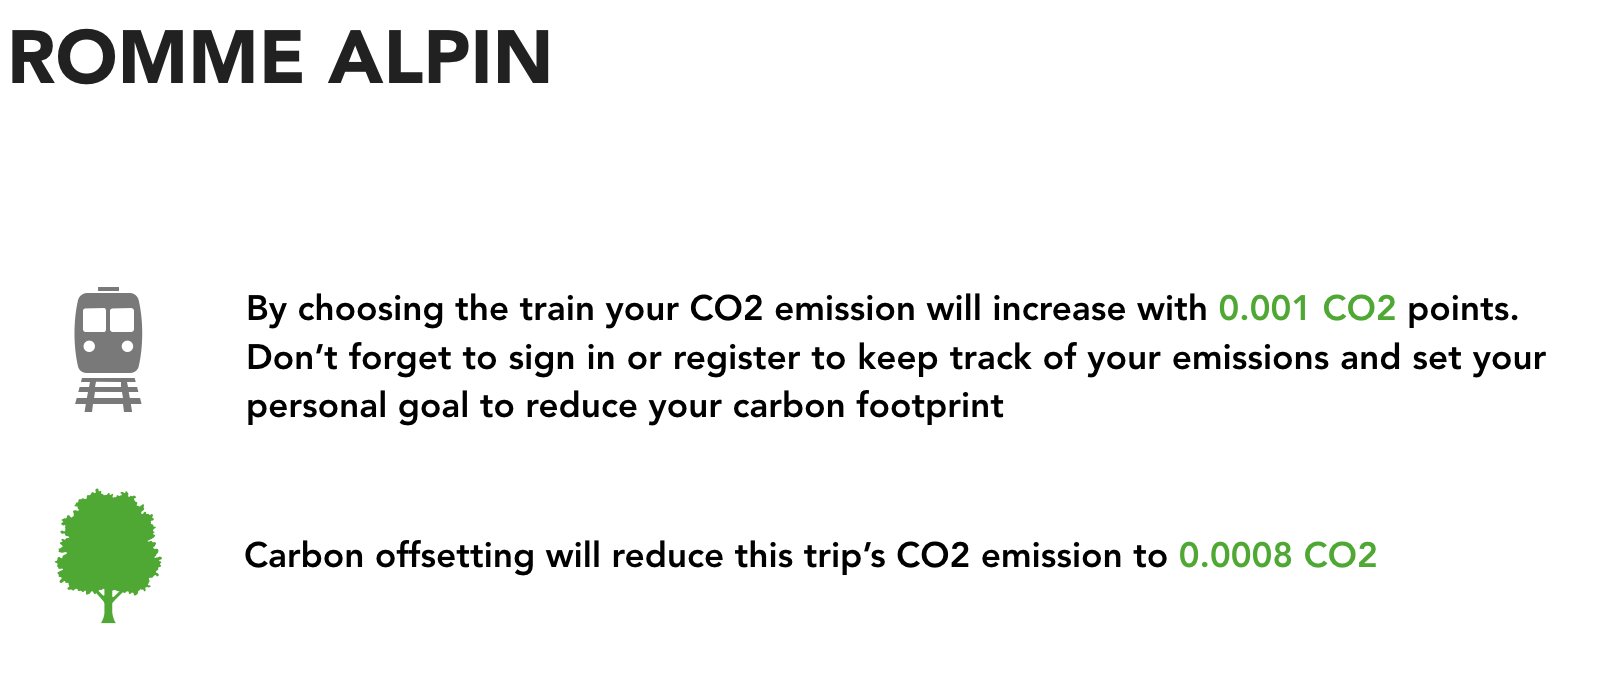 ROMME ALPIN
By choosing the train your CO2 emission will increase with 0.001 CO2 points.
Don’t forget to sign in or register to keep track of your emissions and set your
personal goal to reduce your carbon footprint
Carbon offsetting will reduce this trip’s CO2 emission to 0.0008 CO2